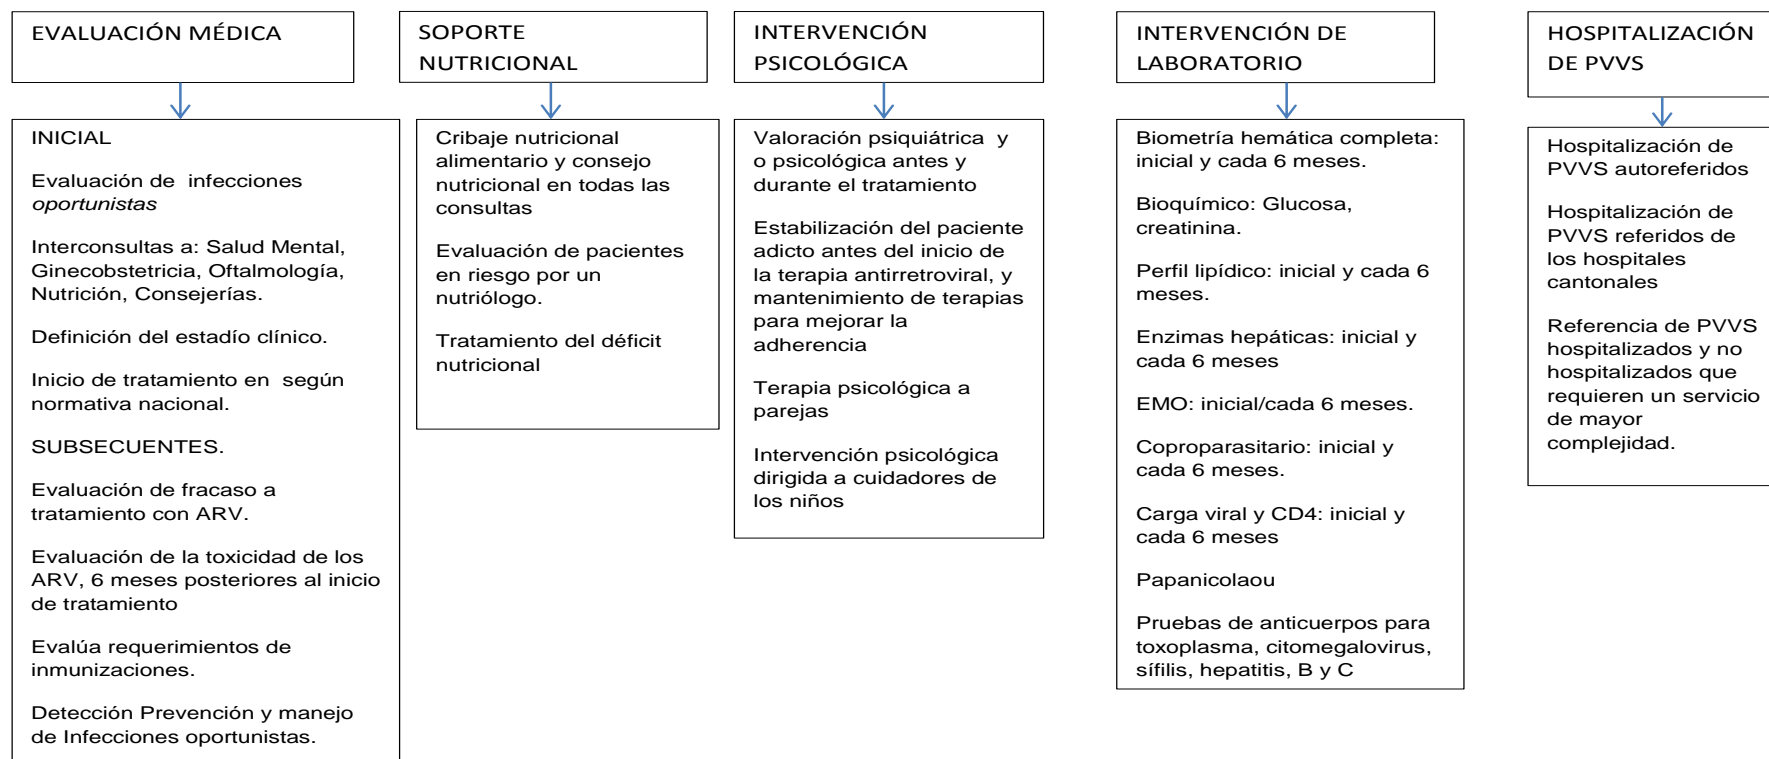 EVALUACIÓN MÉDICA
INICIAL
Evaluación de infecciones
oportunistas
Interconsultas a: Salud Mental,
Ginecobstetricia, Oftalmología,
Nutrición, Consejerías.
Definición del estadío clínico.
Inicio de tratamiento en según
normativa nacional.
SUBSECUENTES.
Evaluación de fracaso a
tratamiento con ARV.
Evaluación de la toxicidad de los
ARV, 6 meses posteriores al inicio
de tratamiento
Evalúa requerimientos de
inmunizaciones.
Detección Prevención y manejo
de Infecciones oportunistas.
SOPORTE
NUTRICIONAL
Cribaje nutricional
alimentario y consejo
nutricional en todas las
consultas
Evaluación de pacientes
en riesgo por un
nutriólogo.
Tratamiento del déficit
nutricional
INTERVENCIÓN
PSICOLÓGICA
Valoración psiquiátrica y
o psicológica antes y
durante el tratamiento
Estabilización del paciente
adicto antes del inicio de
la terapia antirretroviral, y
mantenimiento de terapias
para mejorar la
adherencia
Terapia psicológica a
parejas
Intervención psicológica
dirigida a cuidadores de
los niños
INTERVENCIÓN DE
LABORATORIO
Biometría hemática completa:
inicial y cada 6 meses.
Bioquímico: Glucosa,
creatinina.
Perfil lipídico: inicial y cada 6
meses.
Enzimas hepáticas: inicial y
cada 6 meses
EMO: inicial/cada 6 meses.
Coproparasitario: inicial y
cada 6 meses.
Carga viral y CD4: inicial y
cada 6 meses
Papanicolaou
Pruebas de anticuerpos para
toxoplasma, citomegalovirus,
sífilis, hepatitis, B y C
HOSPITALIZACIÓN
DE PVVS
Hospitalización de
PVVS autoreferidos
Hospitalización de
PVVS referidos de
los hospitales
cantonales
Referencia de PVVS
hospitalizados y no
hospitalizados que
requieren un servicio
de mayor
complejidad.